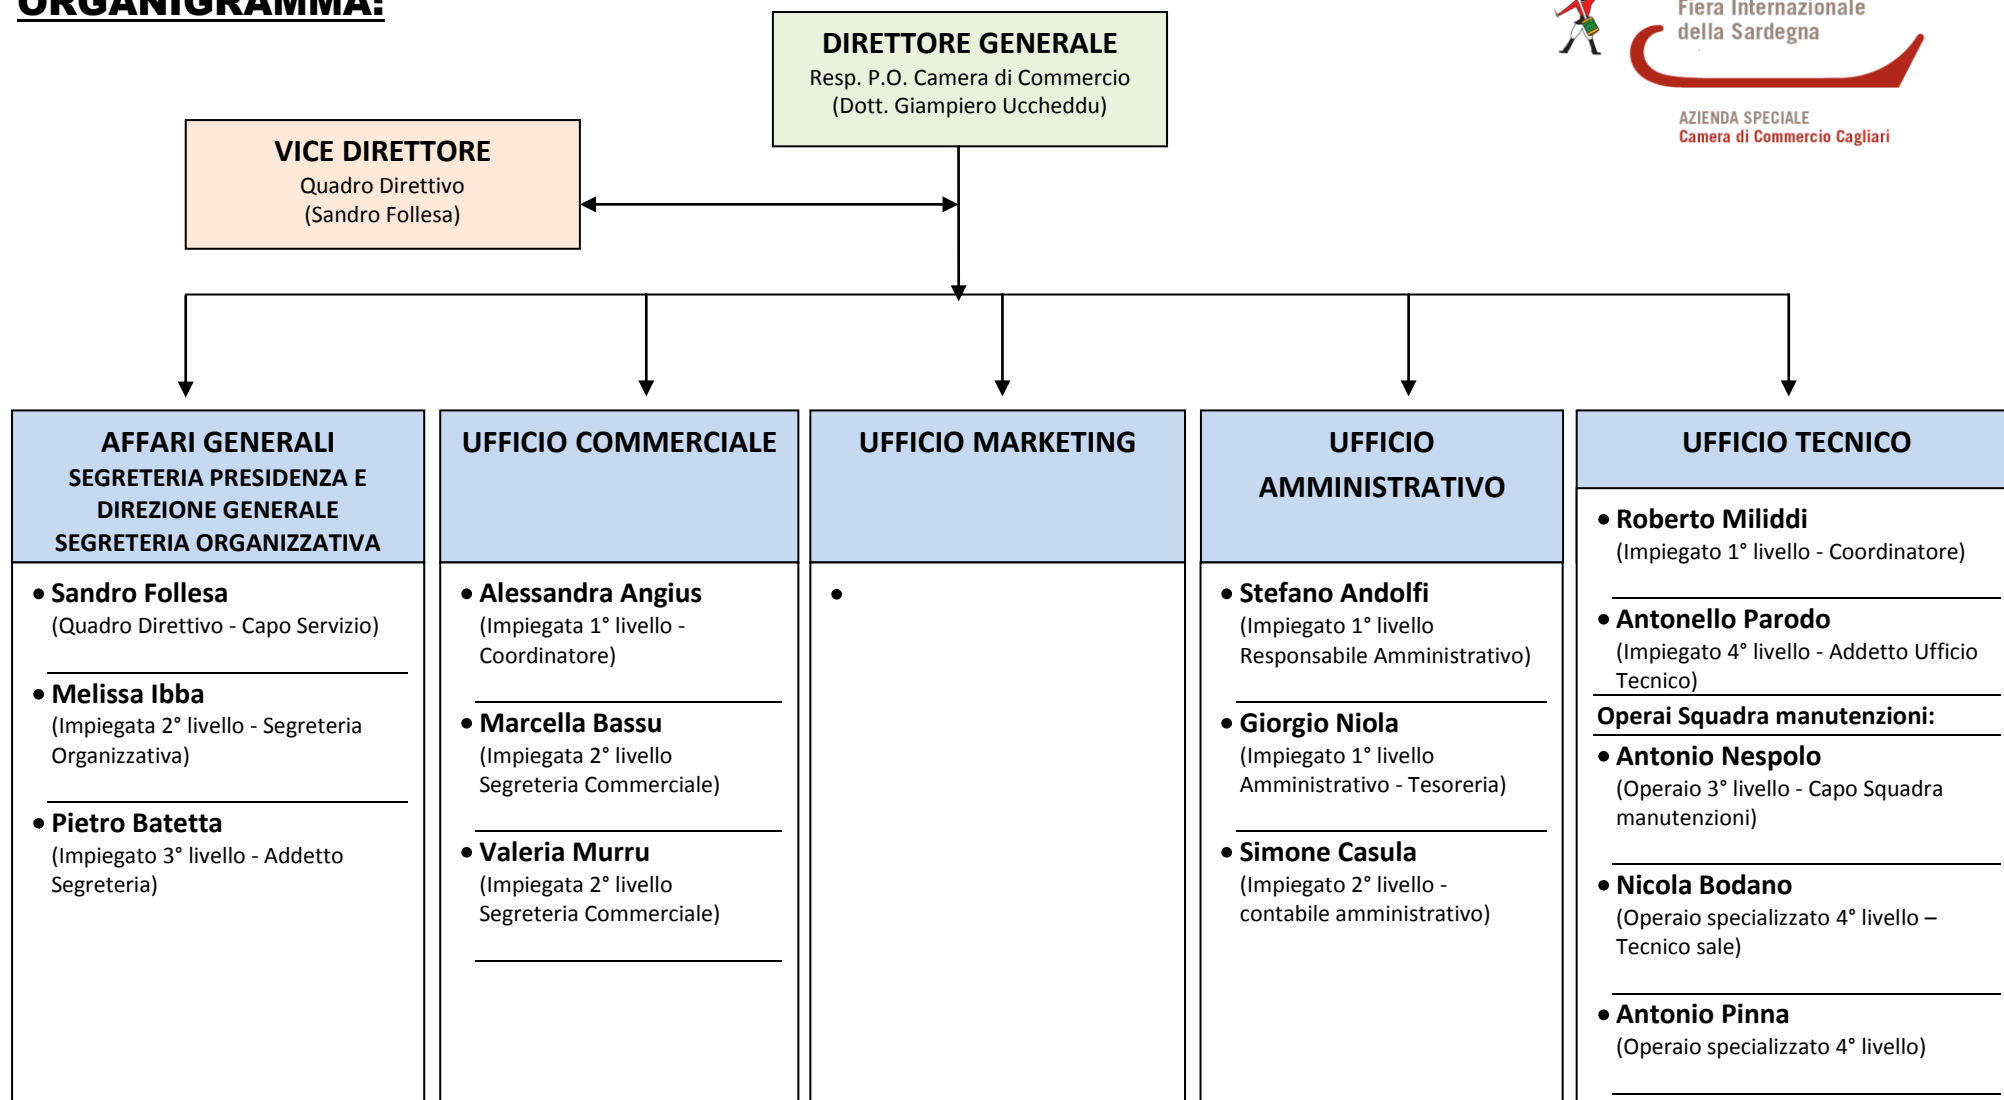 ORGANIGRAMMA:
Fiera Internazionale
della Sardegna
AZIENDA SPECIALE
Camera di Commercio Cagliari
DIRETTORE GENERALE
Resp. P.O. Camera di Commercio
(Dott. Giampiero Uccheddu)
VICE DIRETTORE
Quadro Direttivo
(Sandro Follesa)
AFFARI GENERALI
SEGRETERIA PRESIDENZA E
DIREZIONE GENERALE
SEGRETERIA ORGANIZZATIVA
• Sandro Follesa
(Quadro Direttivo - Capo Servizio)
• Melissa Ibba
(Impiegata 2° livello - Segreteria
Organizzativa)
• Pietro Batetta
(Impiegato 3° livello - Addetto
Segreteria)
UFFICIO COMMERCIALE
• Alessandra Angius
(Impiegata 1° livello -
Coordinatore)
• Marcella Bassu
(Impiegata 2° livello
Segreteria Commerciale)
• Valeria Murru
(Impiegata 2° livello
Segreteria Commerciale)
UFFICIO MARKETING
•
UFFICIO
AMMINISTRATIVO
• Stefano Andolfi
(Impiegato 1° livello
Responsabile Amministrativo)
• Giorgio Niola
(Impiegato 1° livello
Amministrativo - Tesoreria)
• Simone Casula
(Impiegato 2° livello -
contabile amministrativo)
UFFICIO TECNICO
• Roberto Miliddi
(Impiegato 1° livello - Coordinatore)
• Antonello Parodo
(Impiegato 4° livello - Addetto Ufficio
Tecnico)
Operai Squadra manutenzioni:
• Antonio Nespolo
(Operaio 3° livello - Capo Squadra
manutenzioni)
• Nicola Bodano
(Operaio specializzato 4° livello –
Tecnico sale)
• Antonio Pinna
(Operaio specializzato 4° livello)